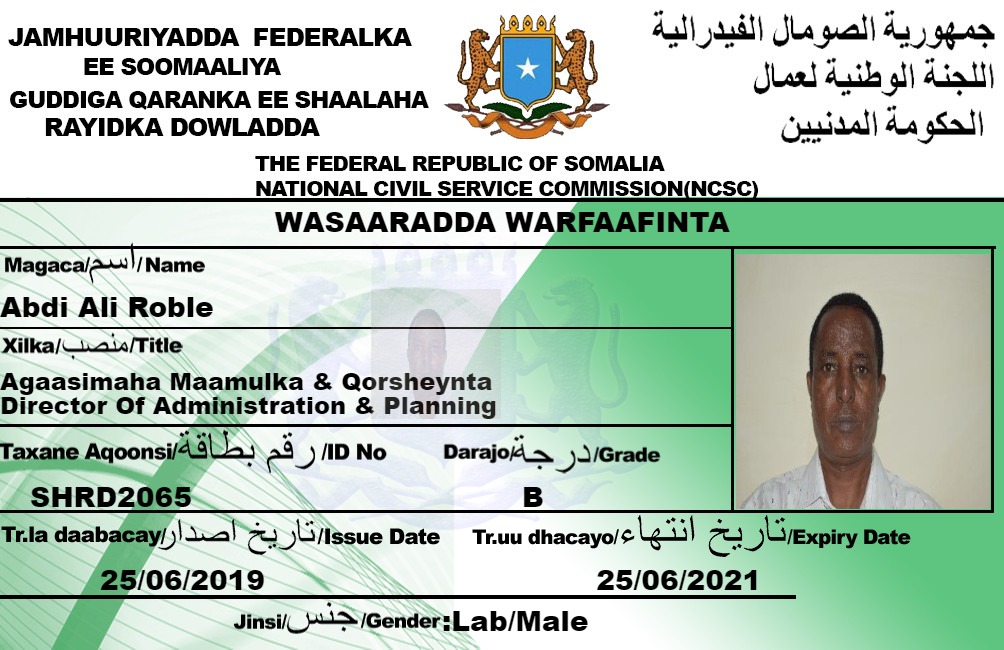 JAMHUURIYADDA FEDERALKA
EE SOOMAALIYA
GUDDIGA QARANKA EE SHAALAHA
RAYIDKA DOWLADDA
جمهورية الصومال الفيدرالية
اللجنة الوطنية لعمال
الحكومة المدنيين
THE FEDERAL REPUBLIC OF SOMALIA
NATIONAL CIVIL SERVICE COMMISSION(NCSC)
WASAARADDA WARFAAFINTA
Magaca/اسم/Name
Abdi Ali Roble
Xilka/منصب/Title
Agaasimaha Maamulka & Qorsheynta
Director Of Administration & Planning
Taxane Aqoonsi/رقم بطاقة/ID No
SHRD2065
Darajo/درجة/Grade
B
Tr.la daabacay/تاريخ اصدار/Issue Date
25/06/2019
Tr.uu dhacayo/تاريخ انتهاء/Expiry Date
25/06/2021
Jinsi/جنس/Gender:Lab/Male